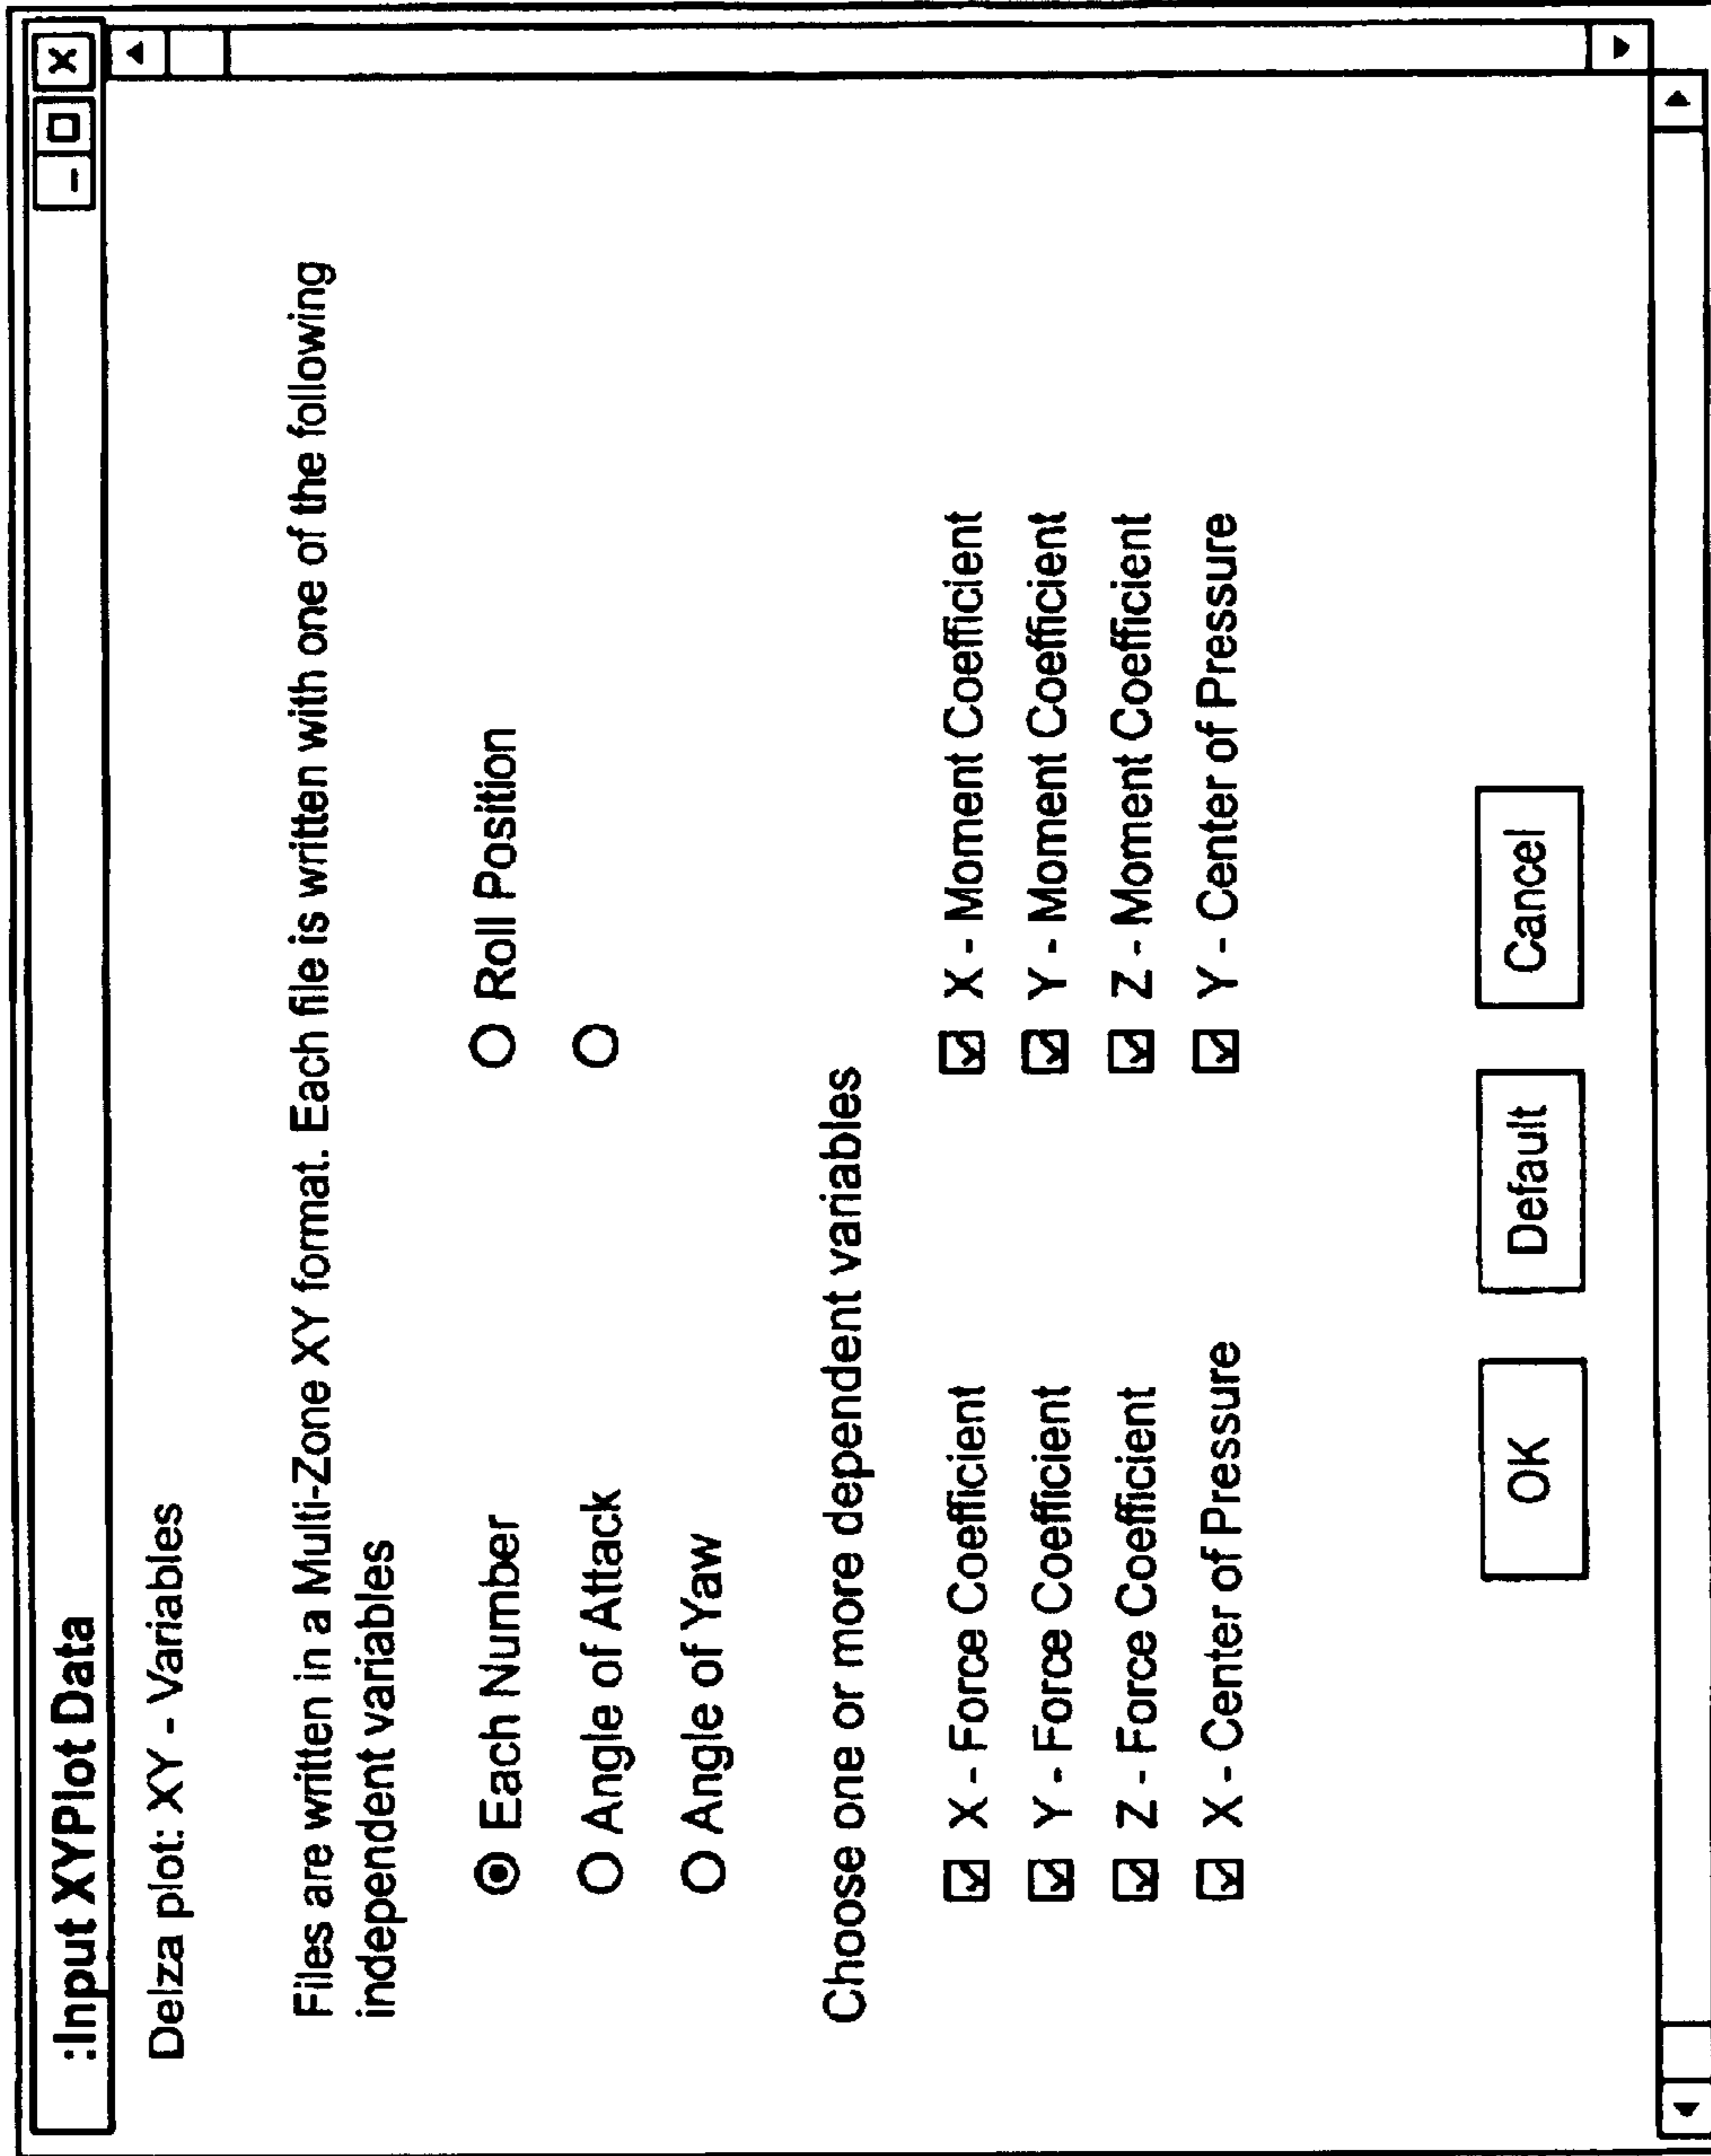 :Input XYPlot Data
Delza plot: XY - Variables
Files are written in a Multi-Zone XY format. Each file is written with one of the following
independent variables
Each Number
Roll Position
Angle of Attack
Angle of Yaw
Choose one or more dependent variables
X - Force Coefficient
X - Moment Coefficient
Y - Force Coefficient
Y - Moment Coefficient
Z - Force Coefficient
Z - Moment Coefficient
X - Center of Pressure
Y - Center of Pressure
OK
Default
Cancel